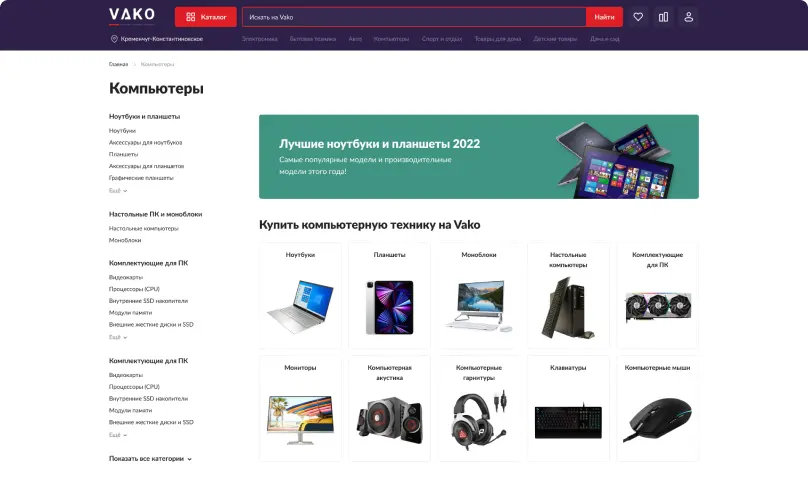 VAKO
Каталог
Искать на Vako
Найти
Кременчуг-Константиновское
Электроника
Бытовая техника
Авто
Компьютеры
Спорт и отдых
Товары для дома
Детские товары
Дача и сад
Главная
Компьютеры
Компьютеры
Ноутбуки и планшеты
Ноутбуки
Аксессуары для ноутбуков
Планшеты
Аксессуары для планшетов
Графические планшеты
Ещё
Настольные ПК и моноблоки
Настольные компьютеры
Моноблоки
Комплектующие для ПК
Видеокарты
Процессоры (CPU)
Внутренние SSD накопители
Модули памяти
Внешние жесткие диски и SSD
Ещё
Комплектующие для ПК
Видеокарты
Процессоры (CPU)
Внутренние SSD накопители
Модули памяти
Внешние жесткие диски и SSD
Ещё
Показать все категории
Лучшие ноутбуки и планшеты 2022
Самые популярные модели и производительные
модели этого года!
Купить компьютерную технику на Vako
Ноутбуки
Планшеты
Моноблоки
Настольные
компьютеры
Комплектующие
для ПК
Мониторы
Компьютерная
акустика
Компьютерные
гарнитуры
Клавиатуры
Компьютерные мыши